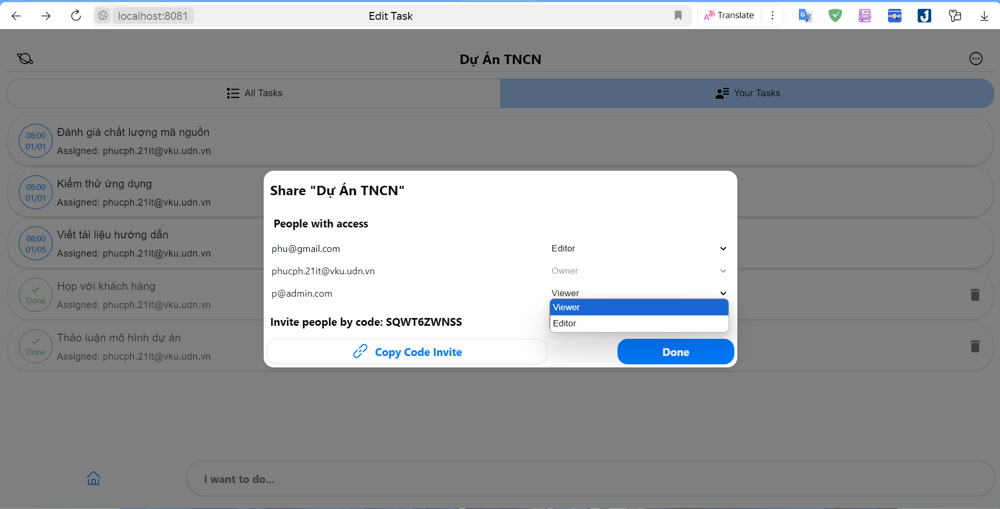 localhost:8081
Edit Task
Translate
Dự Án TNCN
All Tasks
Your Tasks
08:00
01/01
Đánh giá chất lượng mã nguồn
Assigned: phucph.21it@vku.udn.vn
08:00
01/01
Kiểm thử ứng dụng
Assigned: phucph.21it@vku.udn.vn
08:00
01/05
Viết tài liệu hướng dẫn
Assigned: phucph.21it@vku.udn.vn
Done
Họp với khách hàng
Assigned: phucph.21it@vku.udn.vn
Done
Thảo luận mô hình dự án
Assigned: phucph.21it@vku.udn.vn
Share "Dự Án TNCN"
People with access
phu@gmail.com
Editor
phucph.21it@vku.udn.vn
Owner
p@admin.com
Viewer
Viewer
Editor
Invite people by code: SQWT6ZWNSS
Copy Code Invite
Done
I want to do...